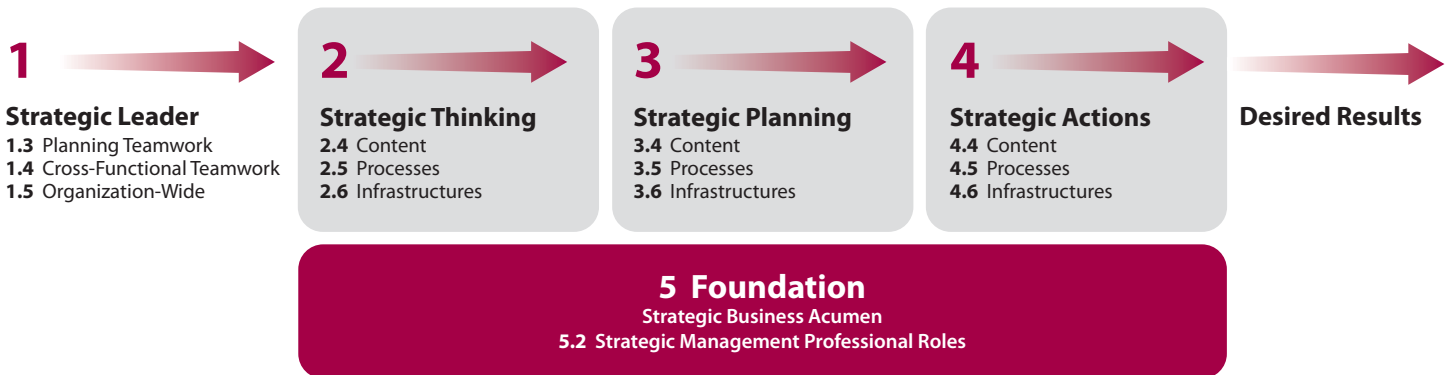 1
Strategic Leader
1.3 Planning Teamwork
1.4 Cross-Functional Teamwork
1.5 Organization-Wide
2
Strategic Thinking
2.4 Content
2.5 Processes
2.6 Infrastructures
3
Strategic Planning
3.4 Content
3.5 Processes
3.6 Infrastructures
4
Strategic Actions
4.4 Content
4.5 Processes
4.6 Infrastructures
Desired Results
5 Foundation
Strategic Business Acumen
5.2 Strategic Management Professional Roles